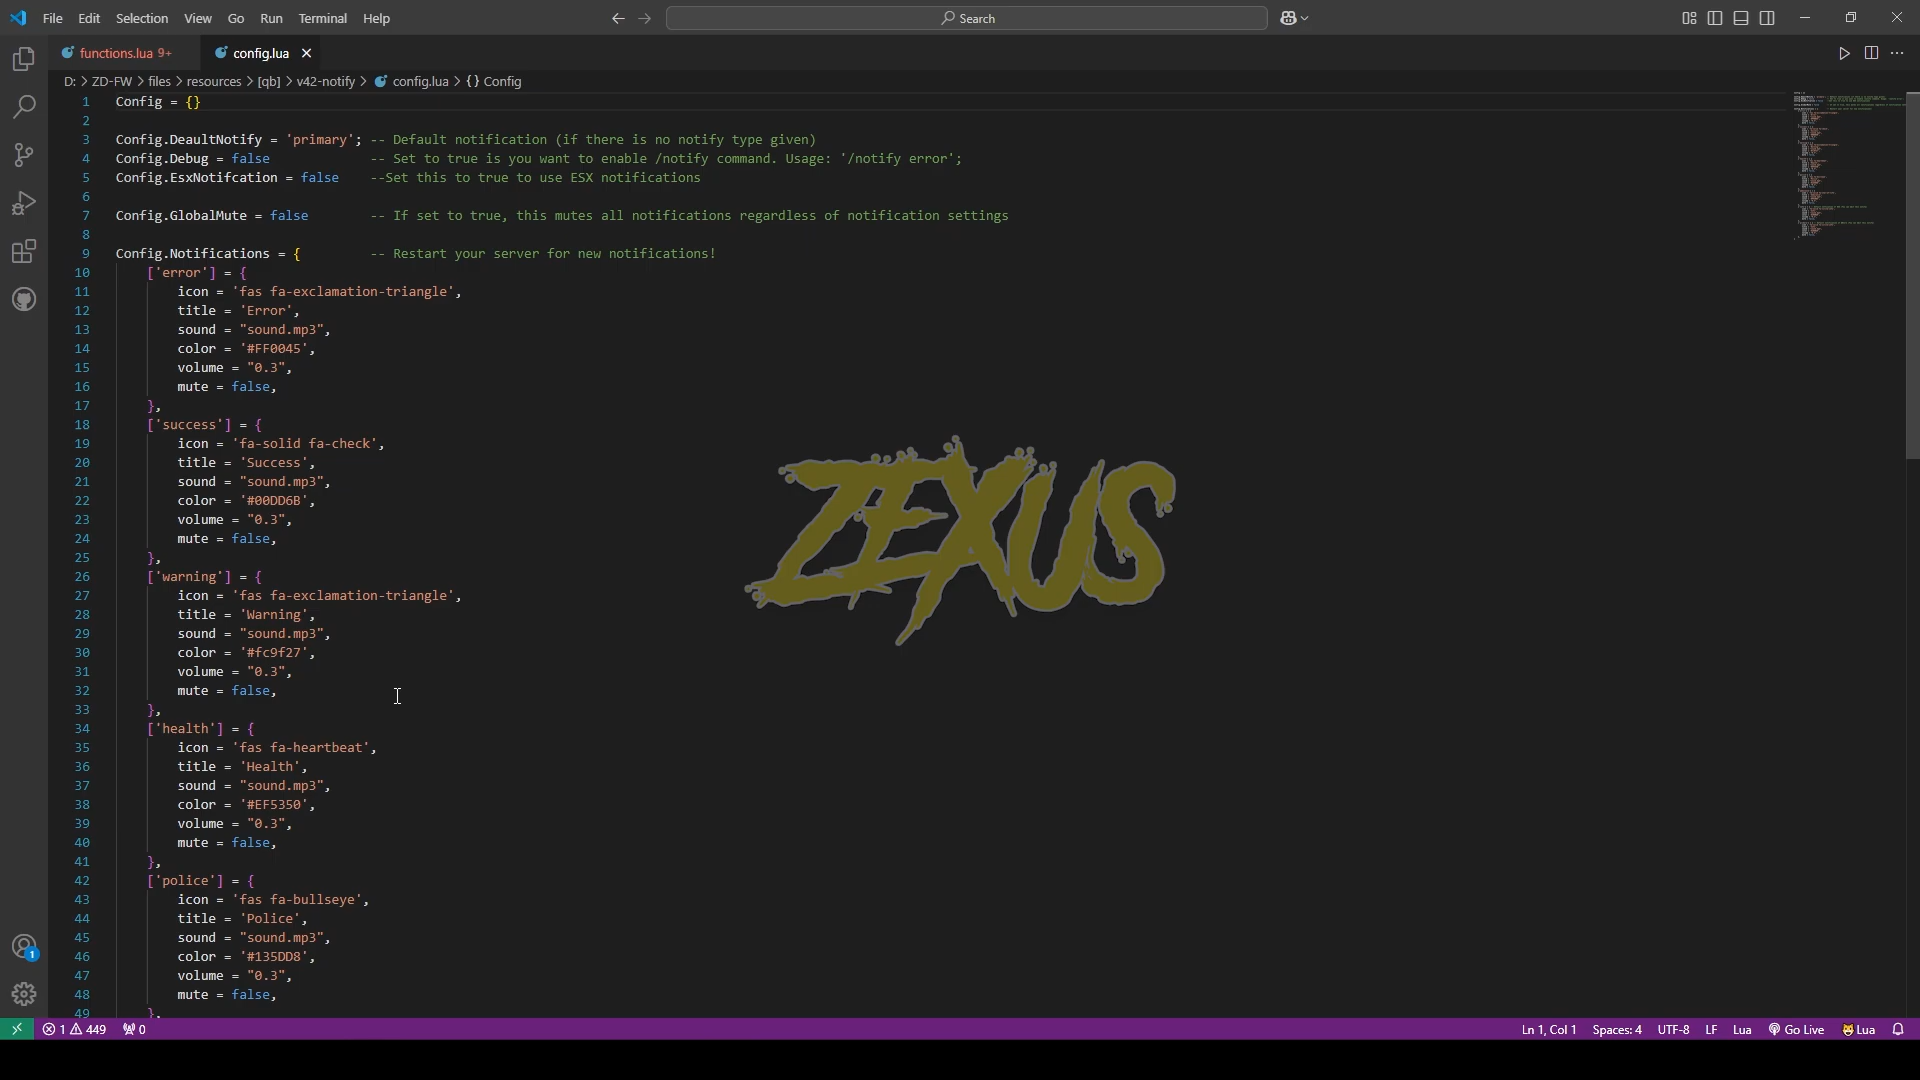 File Edit Selection View Go Run Terminal Help
Search
functions.lua 9+ config.lua
D: > ZD-FW > files > resources > [qb] > v42-notify > config.lua > {} Config
1 Config = {}
2
3 Config.DeaultNotify = 'primary'; -- Default notification (if there is no notify type given)
4 Config.Debug = false -- Set to true is you want to enable /notify command. Usage: '/notify error';
5 Config.EsxNotifcation = false --Set this to true to use ESX notifications
6
7 Config.GlobalMute = false -- If set to true, this mutes all notifications regardless of notification settings
8
9 Config.Notifications = { -- Restart your server for new notifications!
10 ['error'] = {
11 icon = 'fas fa-exclamation-triangle',
12 title = 'Error',
13 sound = "sound.mp3",
14 color = '#FF0045',
15 volume = "0.3",
16 mute = false,
17 },
18 ['success'] = {
19 icon = 'fa-solid fa-check',
20 title = 'Success',
21 sound = "sound.mp3",
22 color = '#00DD6B',
23 volume = "0.3",
24 mute = false,
25 },
26 ['warning'] = {
27 icon = 'fas fa-exclamation-triangle',
28 title = 'Warning',
29 sound = "sound.mp3",
30 color = '#fc9f27',
31 volume = "0.3",
32 mute = false,
33 },
34 ['health'] = {
35 icon = 'fas fa-heartbeat',
36 title = 'Health',
37 sound = "sound.mp3",
38 color = '#EF5350',
39 volume = "0.3",
40 mute = false,
41 },
42 ['police'] = {
43 icon = 'fas fa-bullseye',
44 title = 'Police',
45 sound = "sound.mp3",
46 color = '#135DD8',
47 volume = "0.3",
48 mute = false,
49 },
ZEXUS
1
1 449 0 Ln 1, Col 1 Spaces: 4 UTF-8 LF Lua Go Live Lua